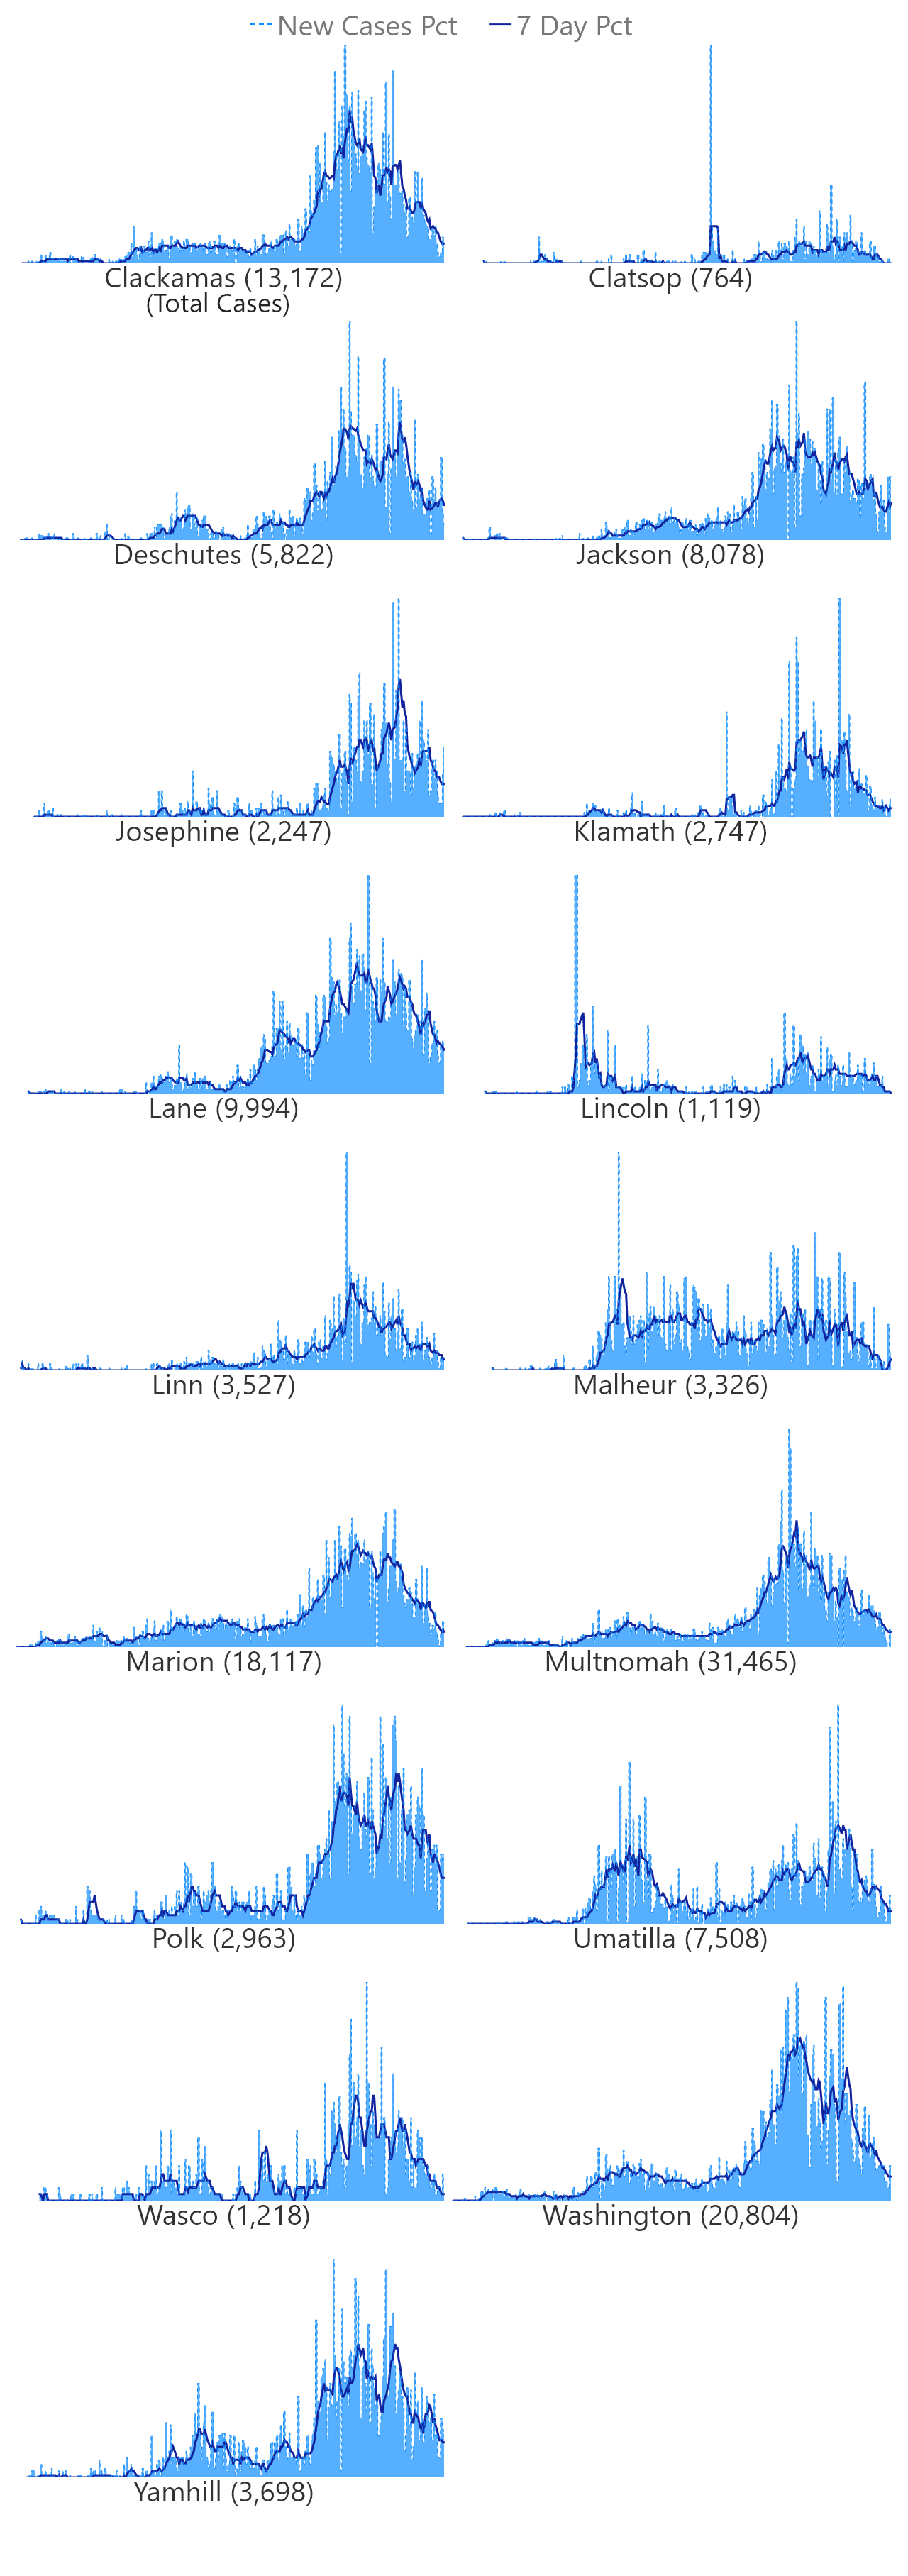 New Cases Pct 7 Day Pct
Clackamas (13,172) Clatsop (764)
(Total Cases)
Deschutes (5,822) Jackson (8,078)
Josephine (2,247) Klamath (2,747)
Lane (9,994) Lincoln (1,119)
Linn (3,527) Malheur (3,326)
Marion (18,117) Multnomah (31,465)
Polk (2,963) Umatilla (7,508)
Wasco (1,218) Washington (20,804)
Yamhill (3,698)